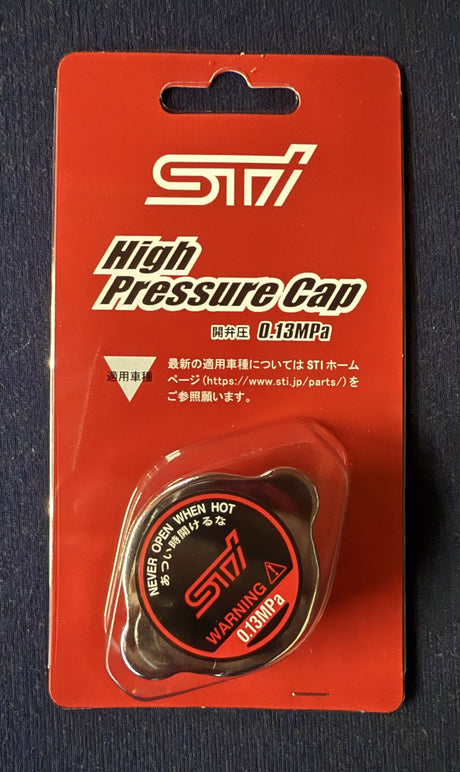 STi
High
Pressure Cap
開弁圧 0.13MPa
適用車種
最新の適用車種については STI ホーム
ページ(https://www.sti.jp/parts/)を
ご参照願います。
NEVER OPEN WHEN HOT
あつい時開けるな
STi
WARNING
0.13MPa